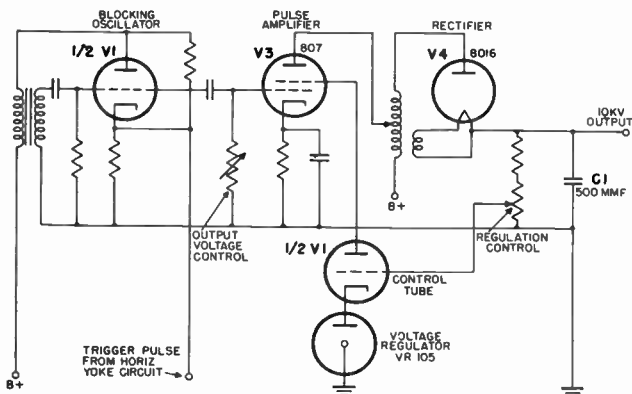 BLOCKING
OSCILLATOR
1/2 V1
PULSE
AMPLIFIER
V3
807
RECTIFIER
V4
8016
10KV
OUTPUT
C1
500 MMF
B+
OUTPUT
VOLTAGE
CONTROL
REGULATION
CONTROL
1/2 V1
CONTROL
TUBE
VOLTAGE
REGULATOR
VR 105
TRIGGER PULSE
FROM HORIZ
YOKE CIRCUIT
B+